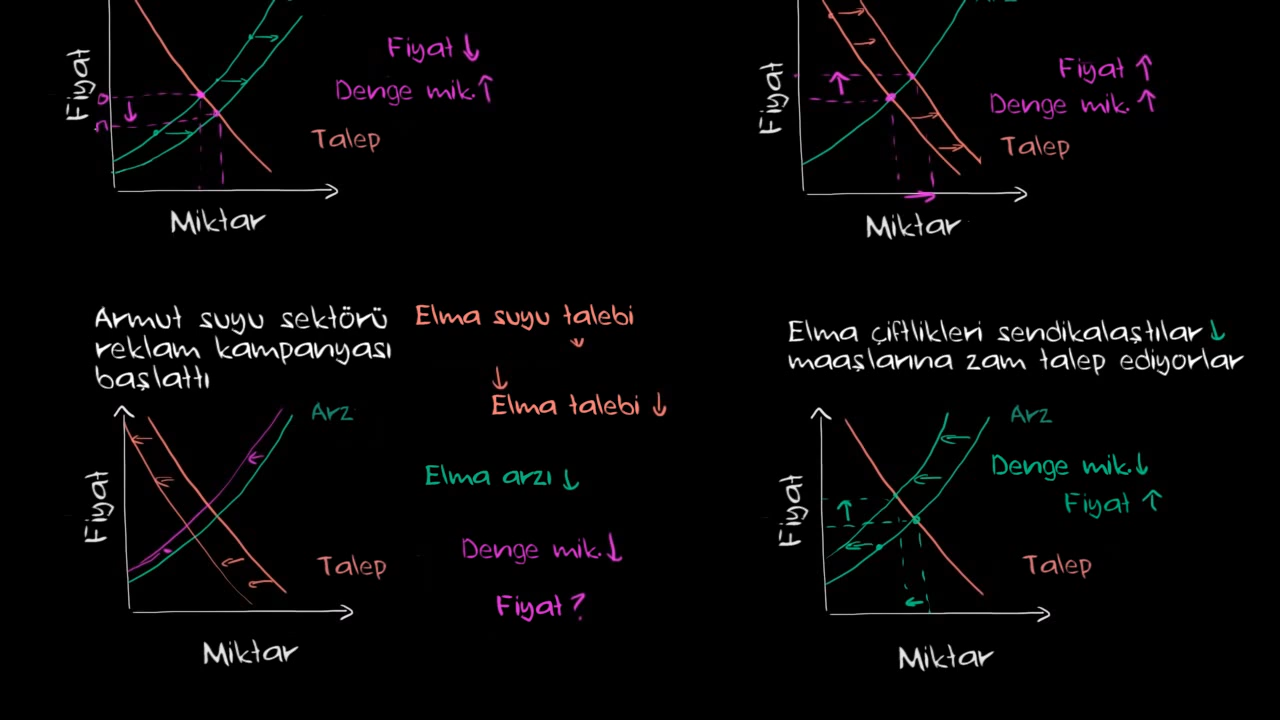 Fiyat
Fiyat ↓
Denge mik. ↑
Talep
Miktar
Fiyat
Fiyat ↑
Denge mik. ↑
Talep
Miktar
Armut suyu sektörü
reklam kampanyası
başlattı
Elma suyu talebi
↓
Elma talebi ↓
Arz
Elma arzı ↓
Denge mik. ↓
Fiyat ?
Fiyat
Talep
Miktar
Elma çiftlikleri sendikalaştılar ↓
maaşlarına zam talep ediyorlar
Arz
Denge mik. ↓
Fiyat ↑
Fiyat
Talep
Miktar